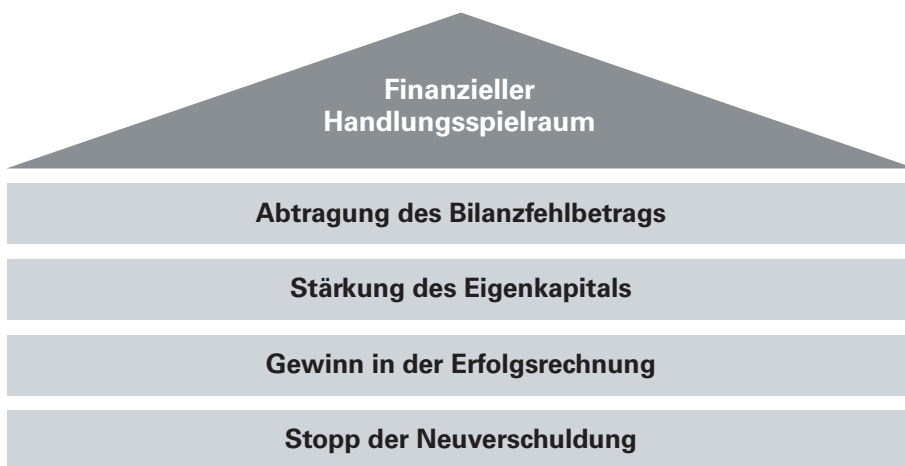 Finanzieller
Handlungsspielraum
Abtragung des Bilanzfehlbetrags
Stärkung des Eigenkapitals
Gewinn in der Erfolgsrechnung
Stopp der Neuverschuldung